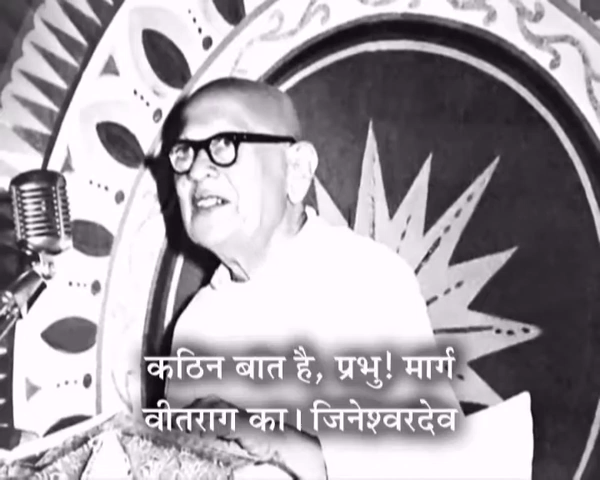 कठिन बात है, प्रभु! मार्ग
वीतराग का। जिनेश्वरदेव